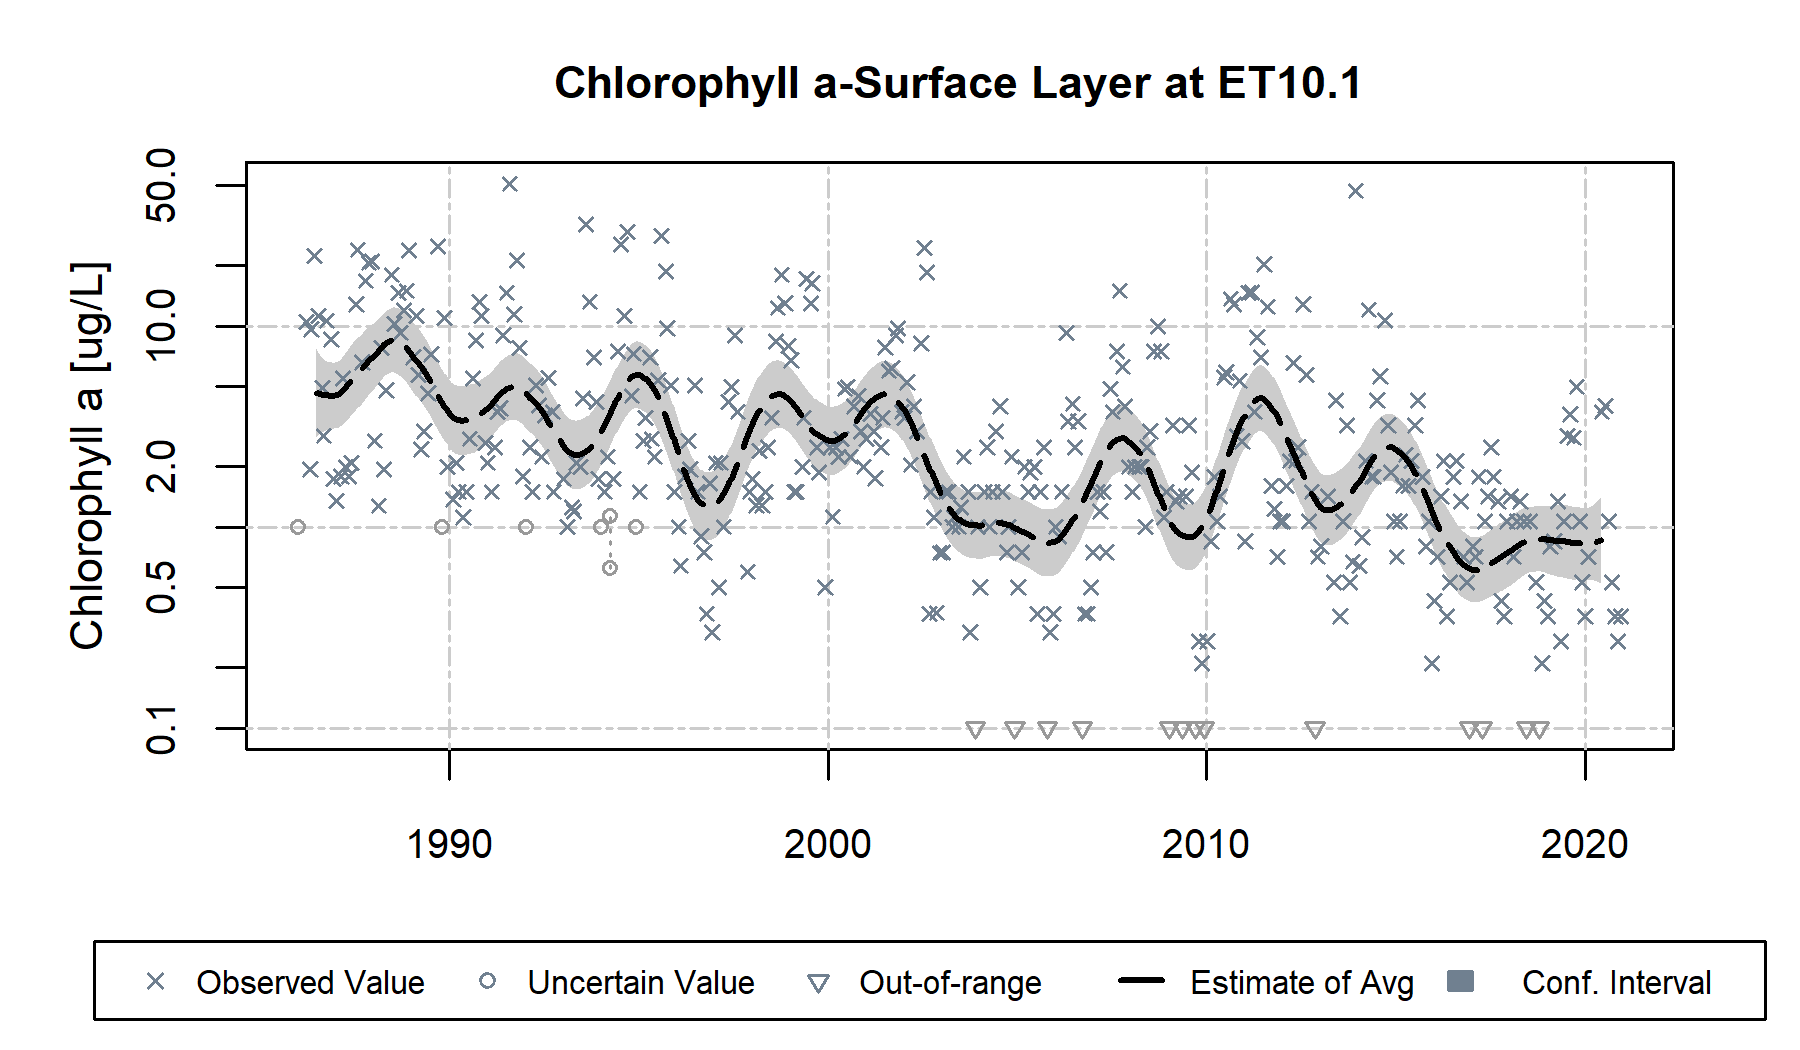 Chlorophyll a-Surface Layer at ET10.1
Chlorophyll a [ug/L]
50.0
10.0
2.0
0.5
0.1
1990 2000 2010 2020
Observed Value Uncertain Value Out-of-range Estimate of Avg Conf. Interval